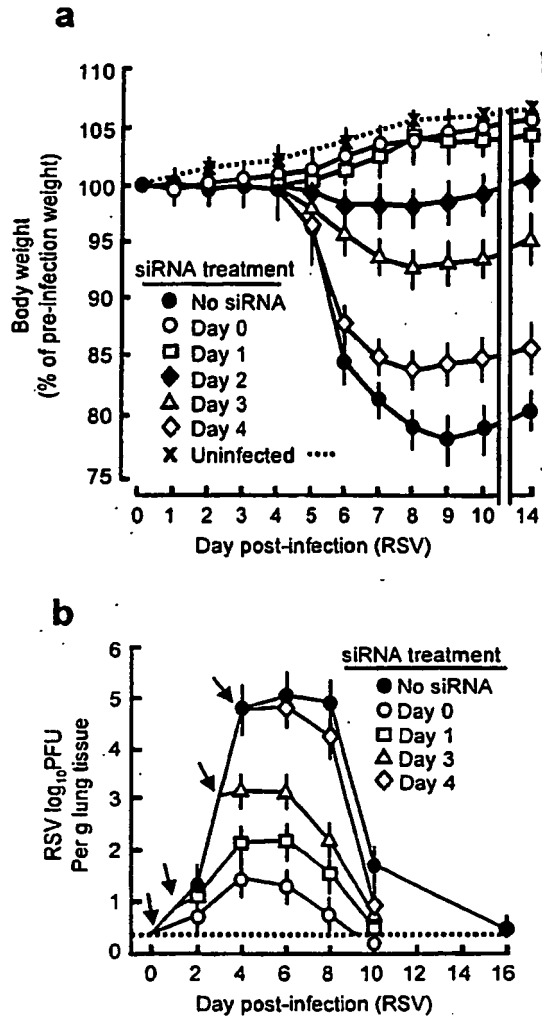 a
110
105
100
95
90
85
80
75
Body weight
(% of pre-infection weight)
siRNA treatment
No siRNA
Day 0
Day 1
Day 2
Day 3
Day 4
Uninfected
0 1 2 3 4 5 6 7 8 9 10 14
Day post-infection (RSV)
b
6
5
4
3
2
1
0
RSV log10PFU
Per g lung tissue
siRNA treatment
No siRNA
Day 0
Day 1
Day 3
Day 4
0 2 4 6 8 10 12 14 16
Day post-infection (RSV)